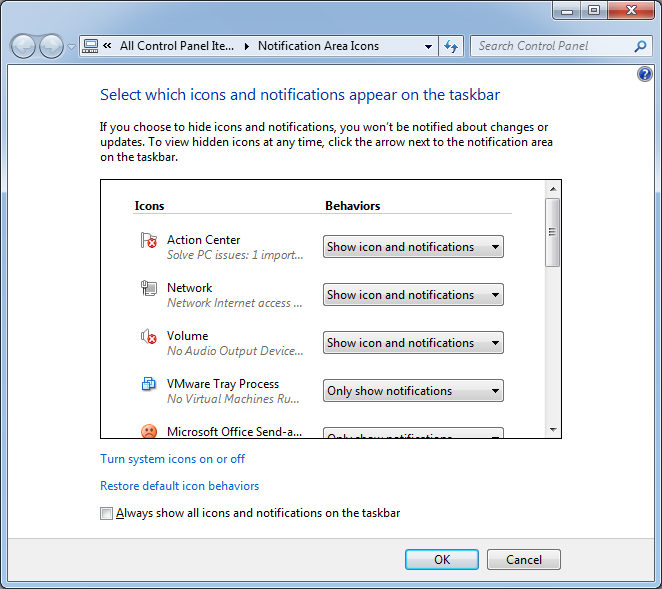 « All Control Panel Ite... Notification Area Icons Search Control Panel
Select which icons and notifications appear on the taskbar
If you choose to hide icons and notifications, you won't be notified about changes or
updates. To view hidden icons at any time, click the arrow next to the notification area
on the taskbar.
Icons Behaviors
Action Center Show icon and notifications
Solve PC issues: 1 import...
Network Show icon and notifications
Network Internet access ...
Volume Show icon and notifications
No Audio Output Device...
VMware Tray Process Only show notifications
No Virtual Machines Ru...
Microsoft Office Send-a... Only show notifications
Turn system icons on or off
Restore default icon behaviors
Always show all icons and notifications on the taskbar
OK Cancel